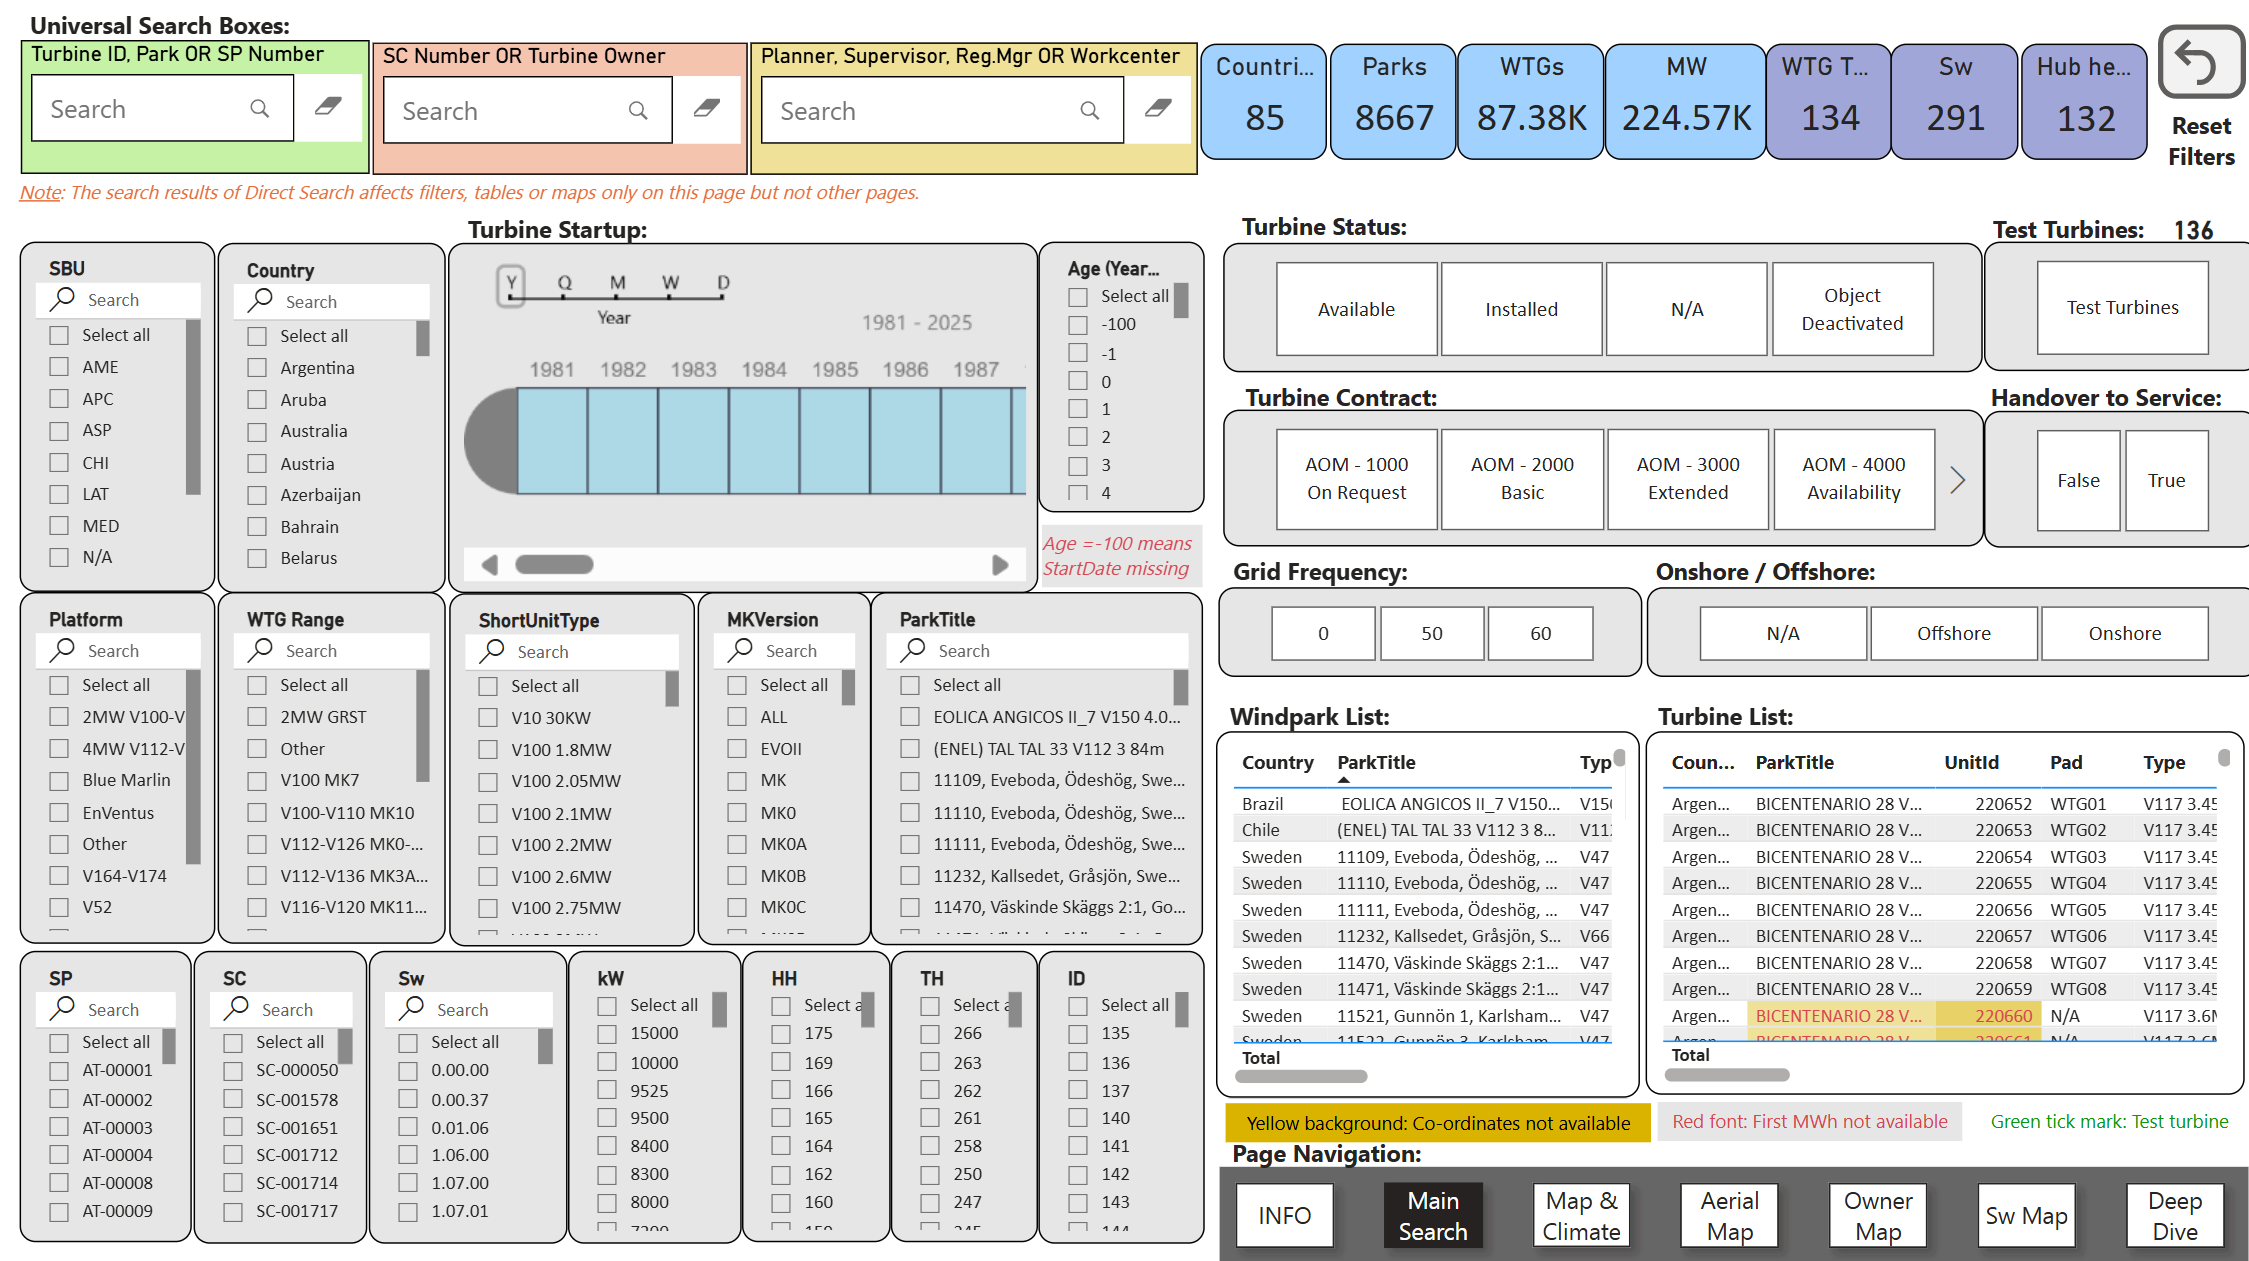 Universal Search Boxes:
Turbine ID, Park OR SP Number
Search
SC Number OR Turbine Owner
Search
Planner, Supervisor, Reg.Mgr OR Workcenter
Search
Countri...
85
Parks
8667
WTGs
87.38K
MW
224.57K
WTG T...
134
Sw
291
Hub he...
132
Reset
Filters
Note: The search results of Direct Search affects filters, tables or maps only on this page but not other pages.
SBU
Search
Select all
AME
APC
ASP
CHI
LAT
MED
N/A
Country
Search
Select all
Argentina
Aruba
Australia
Austria
Azerbaijan
Bahrain
Belarus
Turbine Startup:
Y Q M W D
Year
1981 - 2025
1981 1982 1983 1984 1985 1986 1987
Age (Year...
Select all
-100
-1
0
1
2
3
4
Age =-100 means
StartDate missing
Turbine Status:
Available
Installed
N/A
Object
Deactivated
Test Turbines: 136
Test Turbines
Turbine Contract:
AOM - 1000
On Request
AOM - 2000
Basic
AOM - 3000
Extended
AOM - 4000
Availability
Handover to Service:
False
True
Grid Frequency:
0
50
60
Onshore / Offshore:
N/A
Offshore
Onshore
Platform
Search
Select all
2MW V100-V
4MW V112-V
Blue Marlin
EnVentus
Other
V164-V174
V52
WTG Range
Search
Select all
2MW GRST
Other
V100 MK7
V100-V110 MK10
V112-V126 MK0-...
V112-V136 MK3A...
V116-V120 MK11...
ShortUnitType
Search
Select all
V10 30KW
V100 1.8MW
V100 2.05MW
V100 2.1MW
V100 2.2MW
V100 2.6MW
V100 2.75MW
MKVersion
Search
Select all
ALL
EVOII
MK
MK0
MK0A
MK0B
MK0C
ParkTitle
Search
Select all
EOLICA ANGICOS II_7 V150 4.0...
(ENEL) TAL TAL 33 V112 3 84m
11109, Eveboda, Ödeshög, Swe...
11110, Eveboda, Ödeshög, Swe...
11111, Eveboda, Ödeshög, Swe...
11232, Kallsedet, Gråsjön, Swe...
11470, Väskinde Skäggs 2:1, Go...
SP
Search
Select all
AT-00001
AT-00002
AT-00003
AT-00004
AT-00008
AT-00009
SC
Search
Select all
SC-000050
SC-001578
SC-001651
SC-001712
SC-001714
SC-001717
Sw
Search
Select all
0.00.00
0.00.37
0.01.06
1.06.00
1.07.00
1.07.01
kW
Select all
15000
10000
9525
9500
8400
8300
8000
HH
Select a
175
169
166
165
164
162
160
TH
Select a
266
263
262
261
258
250
247
ID
Select all
135
136
137
140
141
142
143
Windpark List:
Country ParkTitle Typ
Brazil EOLICA ANGICOS II_7 V150... V150
Chile (ENEL) TAL TAL 33 V112 3 8... V112
Sweden 11109, Eveboda, Ödeshög, ... V47
Sweden 11110, Eveboda, Ödeshög, ... V47
Sweden 11111, Eveboda, Ödeshög, ... V47
Sweden 11232, Kallsedet, Gråsjön, S... V66
Sweden 11470, Väskinde Skäggs 2:1... V47
Sweden 11471, Väskinde Skäggs 2:1... V47
Sweden 11521, Gunnön 1, Karlsham... V47
Sweden 11522, Gunnön 3, Karlsham... V47
Total
Turbine List:
Coun... ParkTitle UnitId Pad Type
Argen... BICENTENARIO 28 V... 220652 WTG01 V117 3.45
Argen... BICENTENARIO 28 V... 220653 WTG02 V117 3.45
Argen... BICENTENARIO 28 V... 220654 WTG03 V117 3.45
Argen... BICENTENARIO 28 V... 220655 WTG04 V117 3.45
Argen... BICENTENARIO 28 V... 220656 WTG05 V117 3.45
Argen... BICENTENARIO 28 V... 220657 WTG06 V117 3.45
Argen... BICENTENARIO 28 V... 220658 WTG07 V117 3.45
Argen... BICENTENARIO 28 V... 220659 WTG08 V117 3.45
Argen... BICENTENARIO 28 V... 220660 N/A V117 3.6M
Argen... BICENTENARIO 28 V... 220661 N/A V117 3.6M
Total
Yellow background: Co-ordinates not available
Red font: First MWh not available
Green tick mark: Test turbine
Page Navigation:
INFO
Main
Search
Map &
Climate
Aerial
Map
Owner
Map
Sw Map
Deep
Dive